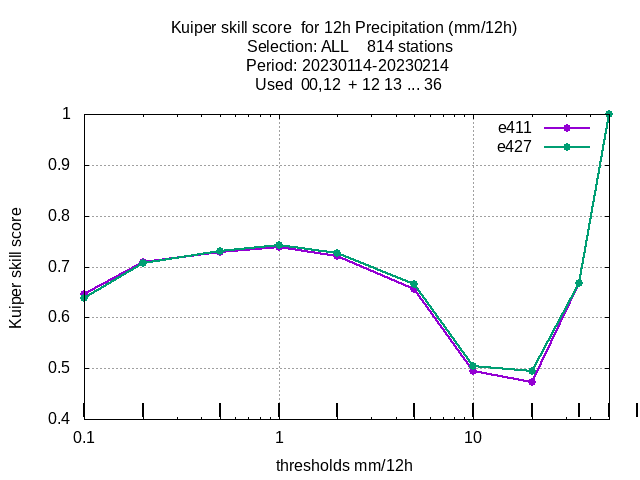 Kuiper skill score  for 12h Precipitation (mm/12h)
Selection: ALL    814 stations
Period: 20230114-20230214
Used  00,12  + 12 13 ... 36
e411
e427
1
0.9
0.8
0.7
0.6
0.5
0.4
Kuiper skill score
0.1
1
10
thresholds mm/12h